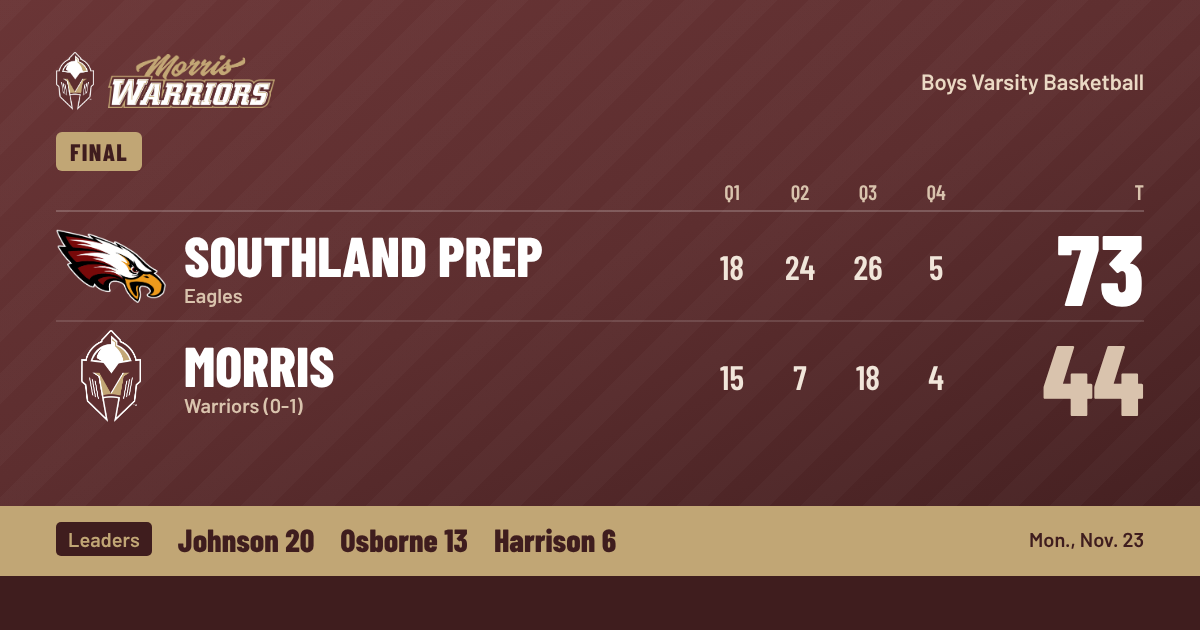 Morris
WARRIORS
Boys Varsity Basketball
FINAL
Q1 Q2 Q3 Q4 T
SOUTHLAND PREP 18 24 26 5 73
Eagles
MORRIS 15 7 18 4 44
Warriors (0-1)
Leaders Johnson 20 Osborne 13 Harrison 6 Mon., Nov. 23